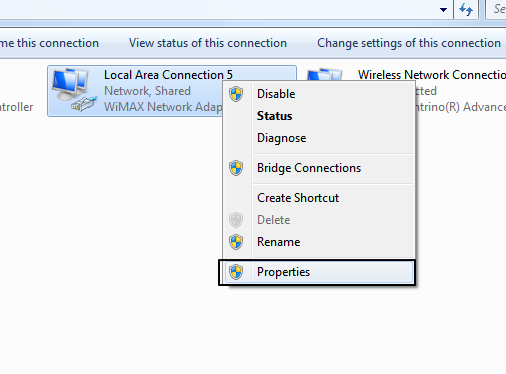 Se
me this connection View status of this connection Change settings of this connection
Local Area Connection 5 Wireless Network Connectio
Network, Shared cted
ntroller WiMAX Network Adap ntrino(R) Advance
Disable
Status
Diagnose
Bridge Connections
Create Shortcut
Delete
Rename
Properties